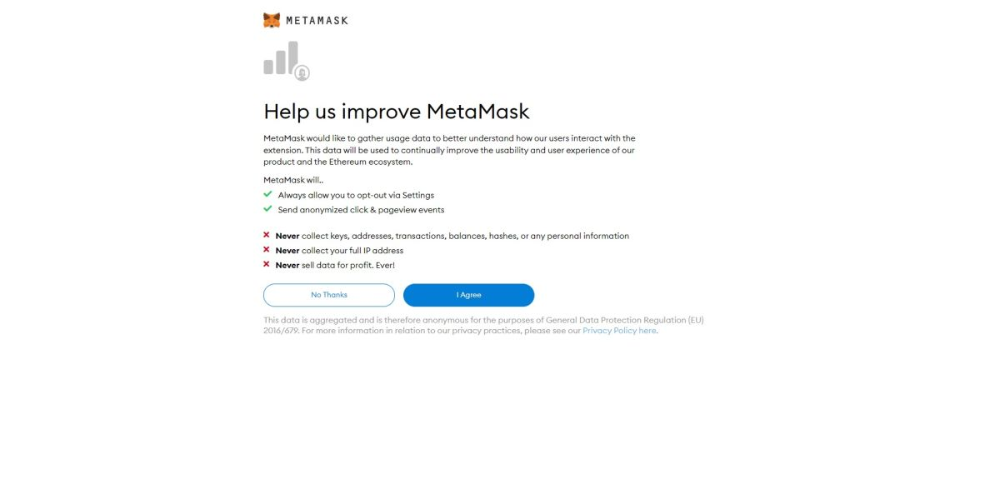 METAMASK
Help us improve MetaMask
MetaMask would like to gather usage data to better understand how our users interact with the
extension. This data will be used to continually improve the usability and user experience of our
product and the Ethereum ecosystem.
MetaMask will..
Always allow you to opt-out via Settings
Send anonymized click & pageview events
Never collect keys, addresses, transactions, balances, hashes, or any personal information
Never collect your full IP address
Never sell data for profit. Ever!
No Thanks
I Agree
This data is aggregated and is therefore anonymous for the purposes of General Data Protection Regulation (EU)
2016/679. For more information in relation to our privacy practices, please see our Privacy Policy here.